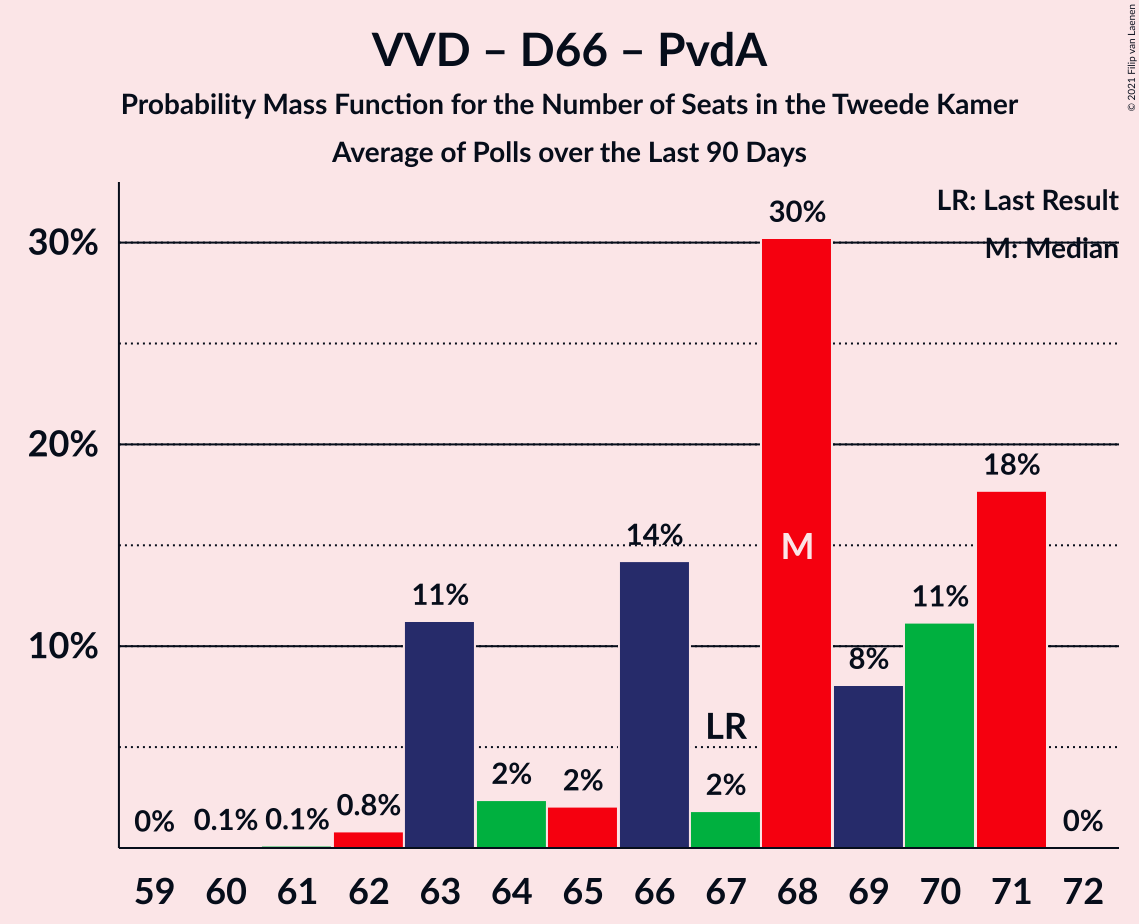 VVD – D66 – PvdA
Probability Mass Function for the Number of Seats in the Tweede Kamer
Average of Polls over the Last 90 Days
© 2021 Filip van Laenen
LR: Last Result
M: Median
30%
20%
10%
0%
0.1%
0.1%
0.8%
11%
2%
2%
14%
LR
2%
30%
M
8%
11%
18%
0%
59 60 61 62 63 64 65 66 67 68 69 70 71 72